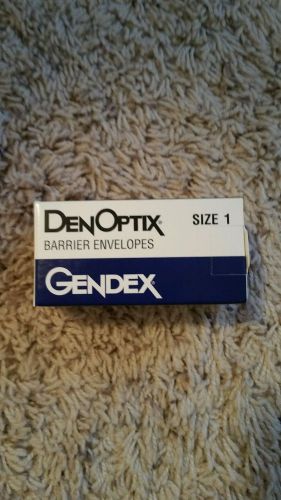 DENOPTIX® SIZE 1
BARRIER ENVELOPES
GENDEX